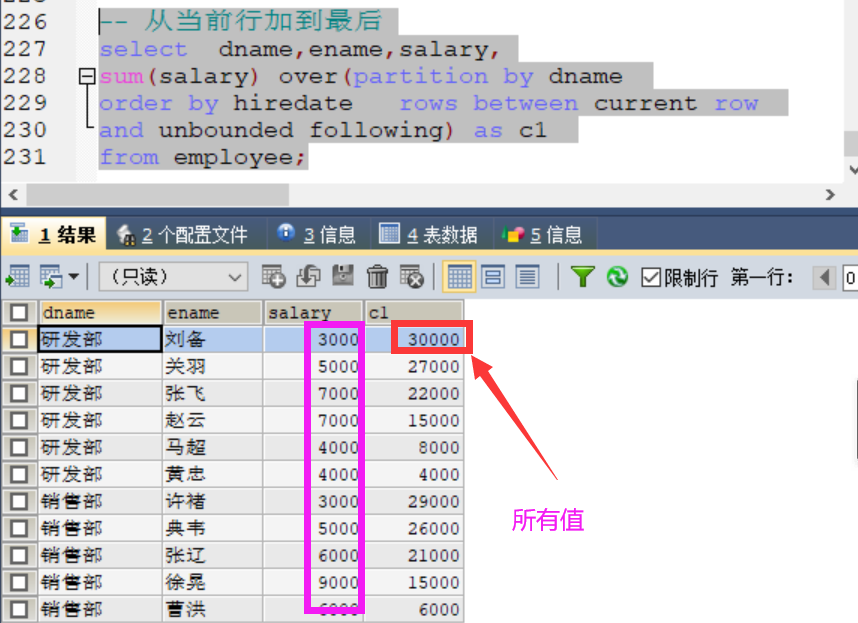 226 -- 从当前行加到最后
227 select dname,ename,salary,
228 sum(salary) over(partition by dname
229 order by hiredate rows between current row
230 and unbounded following) as c1
231 from employee;
1 结果 2 个配置文件 3 信息 4 表数据 5 信息
(只读) 限制行 第一行: 0
dname ename salary c1
研发部 刘备 3000 30000
研发部 关羽 5000 27000
研发部 张飞 7000 22000
研发部 赵云 7000 15000
研发部 马超 4000 8000
研发部 黄忠 4000 4000
销售部 许褚 3000 29000
销售部 典韦 5000 26000
所有值
销售部 张辽 6000 21000
销售部 徐晃 9000 15000
销售部 曹洪 6000 6000